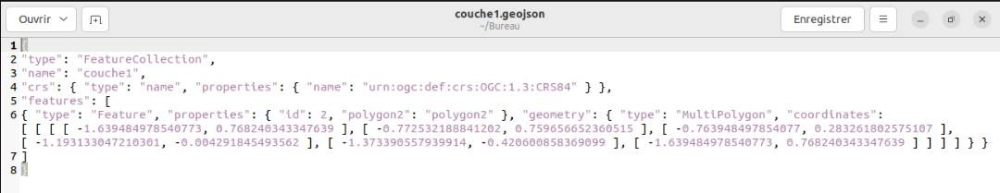 Ouvrir
couche1.geojson
~/Bureau
Enregistrer
1 {
2 "type": "FeatureCollection",
3 "name": "couche1",
4 "crs": { "type": "name", "properties": { "name": "urn:ogc:def:crs:OGC:1.3:CRS84" } },
5 "features": [
6 { "type": "Feature", "properties": { "id": 2, "polygon2": "polygon2" }, "geometry": { "type": "MultiPolygon", "coordinates":
[ [ [ [ -1.639484978540773, 0.768240343347639 ], [ -0.772532188841202, 0.759656652360515 ], [ -0.763948497854077, 0.283261802575107 ],
[ -1.193133047210301, -0.004291845493562 ], [ -1.373390557939914, -0.420600858369099 ], [ -1.639484978540773, 0.768240343347639 ] ] ] ] } }
7 ]
8 }